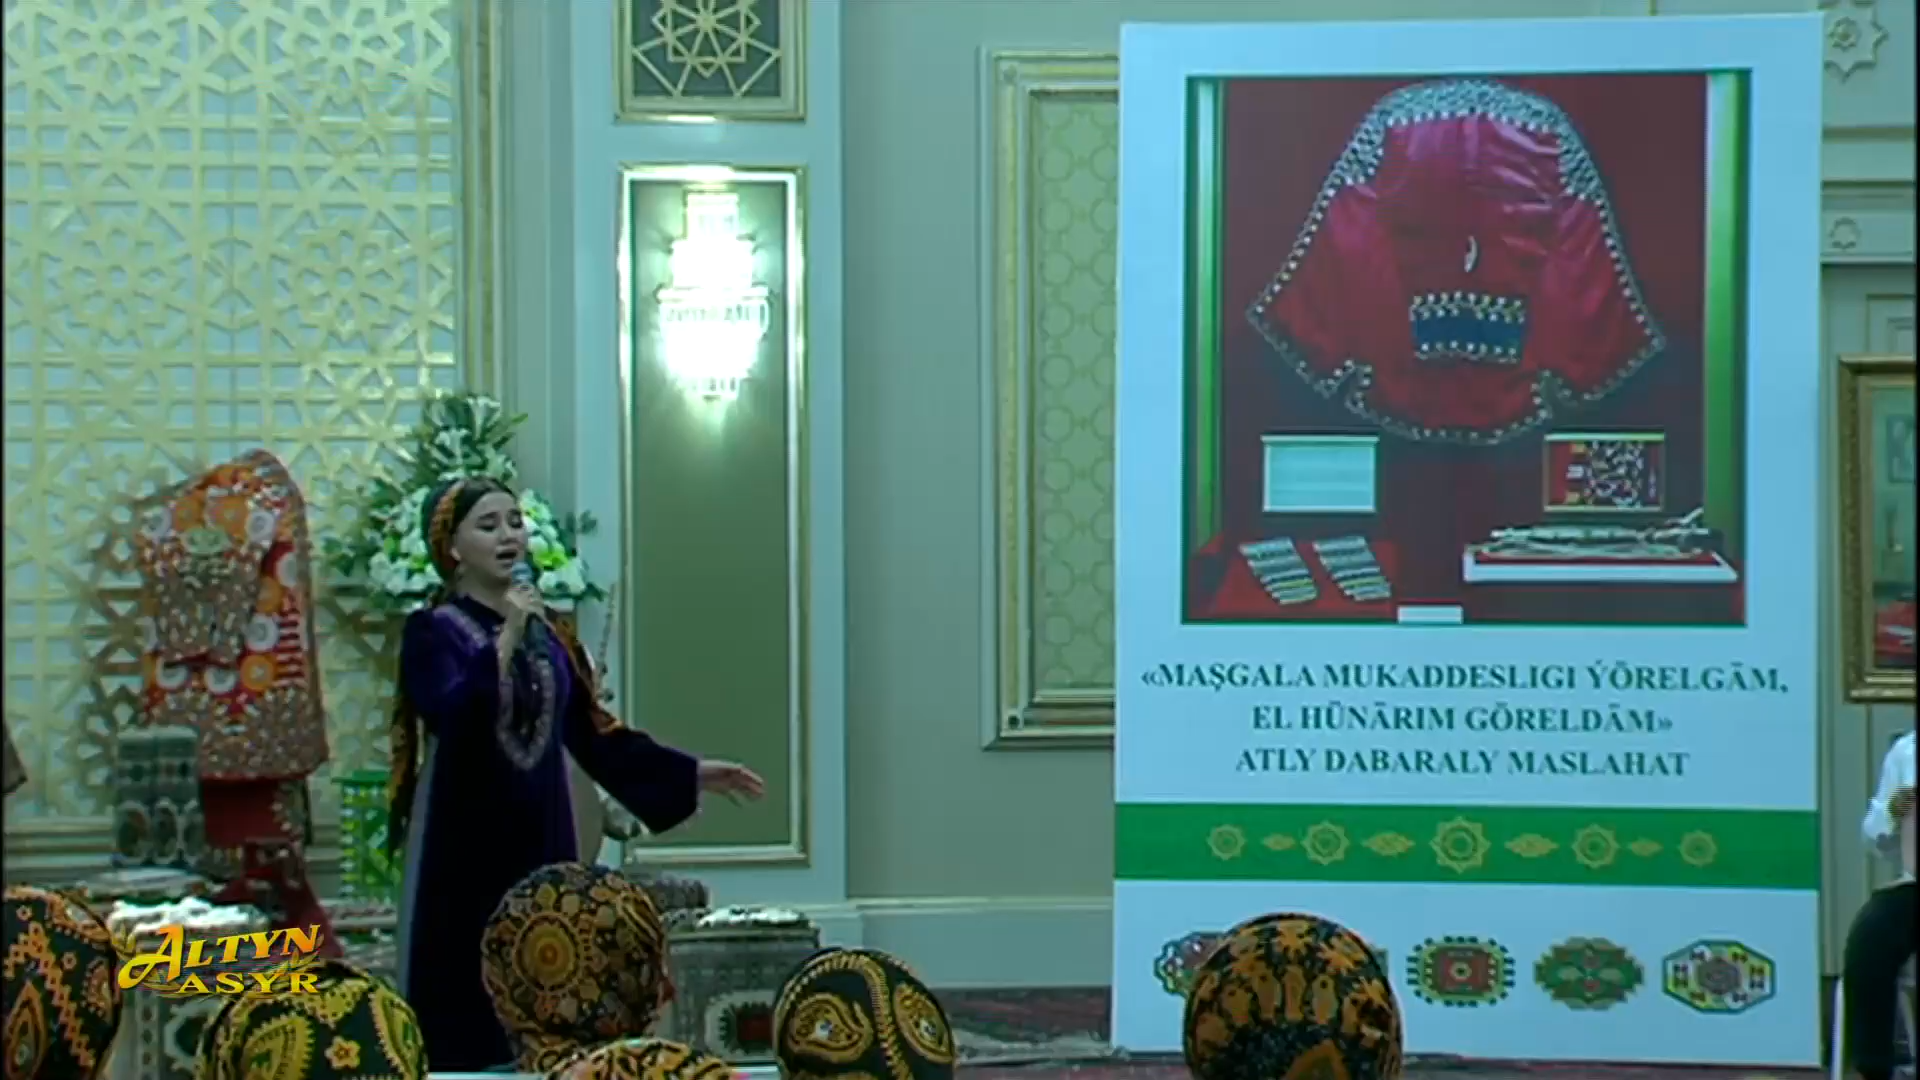 «MAŞGALA MUKADDESLIGI ÝÖRELGÄM,
EL HÜNÄRIM GÖRELDÄM»
ATLY DABARALY MASLAHAT
ALTYN
ASYR